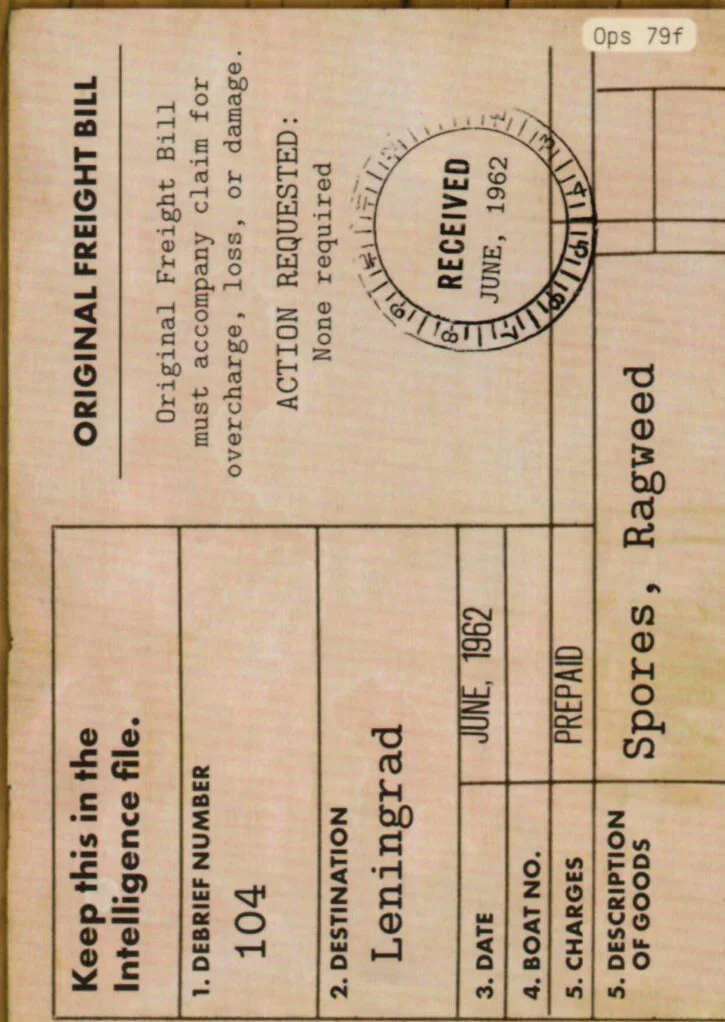 Ops 79f
ORIGINAL FREIGHT BILL
Original Freight Bill
must accompany claim for
overcharge, loss, or damage.
ACTION REQUESTED:
None required
RECEIVED
JUNE, 1962
Keep this in the
Intelligence file.
1. DEBRIEF NUMBER
104
2. DESTINATION
Leningrad
3. DATE
JUNE, 1962
4. BOAT NO.
5. CHARGES
PREPAID
5. DESCRIPTION
OF GOODS
Spores, Ragweed